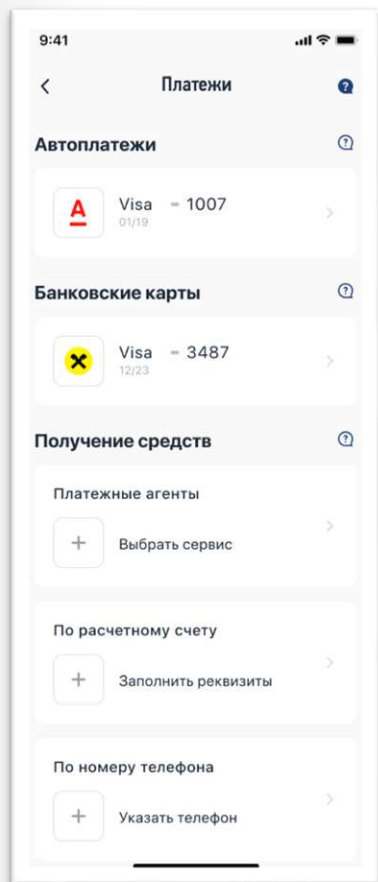 9:41
Платежи
Автоплатежи
Visa = 1007
01/19
Банковские карты
Visa = 3487
12/23
Получение средств
Платежные агенты
Выбрать сервис
По расчетному счету
Заполнить реквизиты
По номеру телефона
Указать телефон